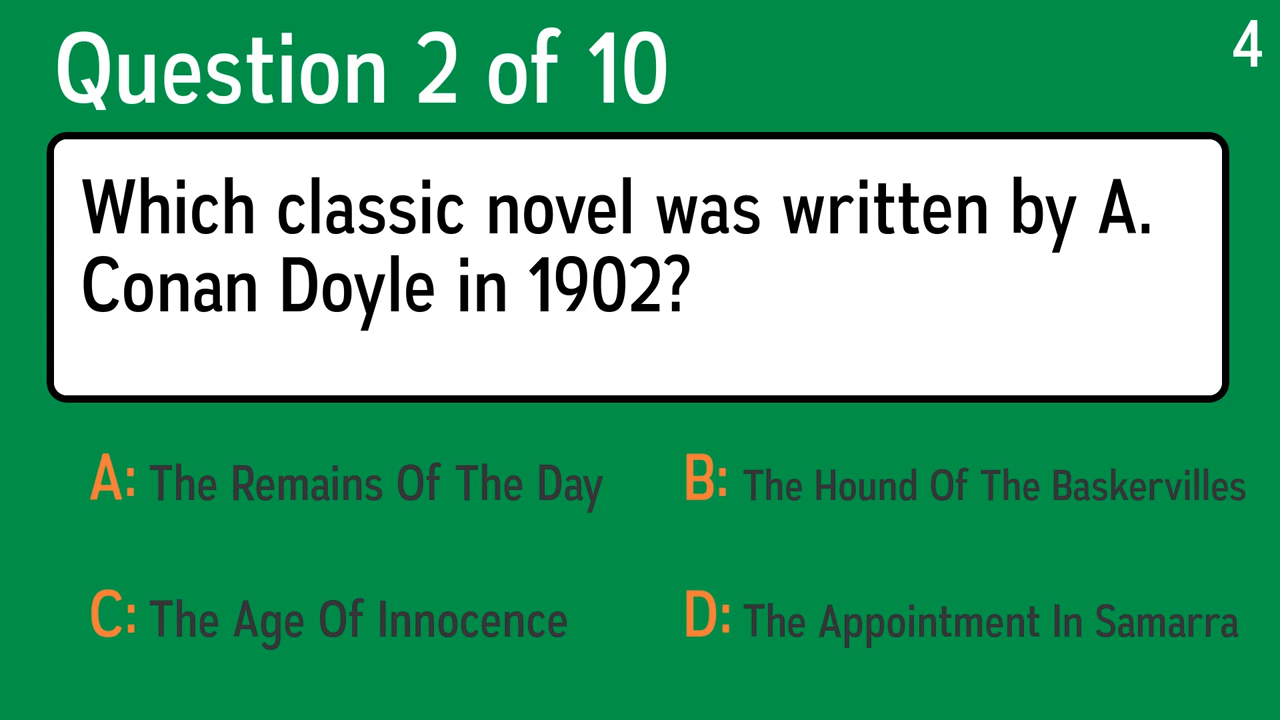 Question 2 of 10
4
Which classic novel was written by A.
Conan Doyle in 1902?
A: The Remains Of The Day
B: The Hound Of The Baskervilles
C: The Age Of Innocence
D: The Appointment In Samarra